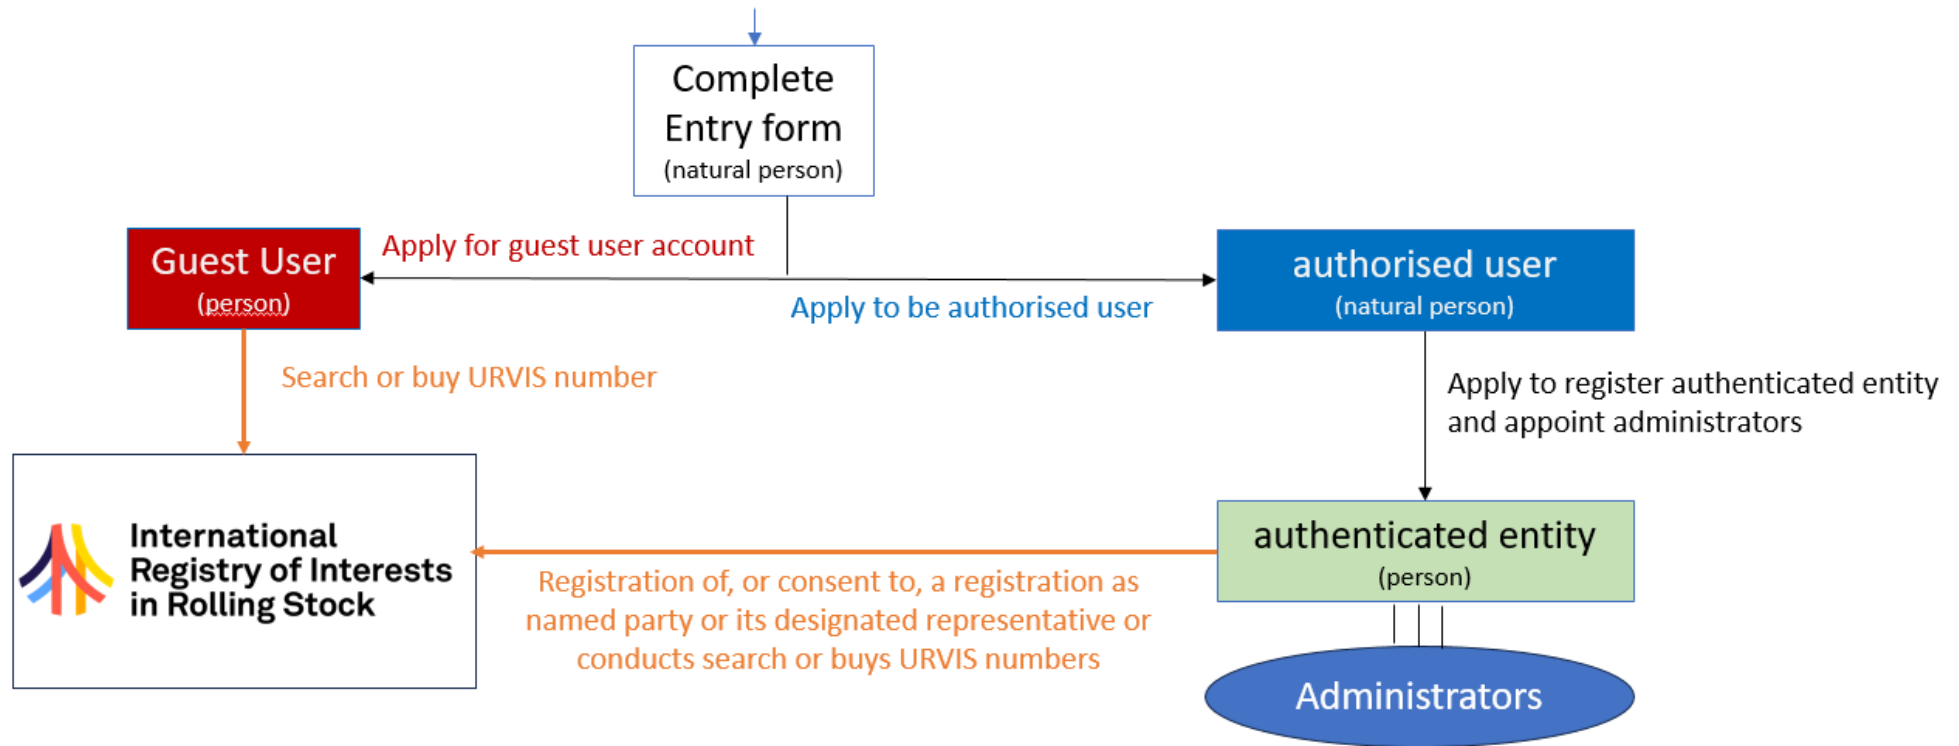 Complete
Entry form
(natural person)
Apply for guest user account
Guest User
(person)
authorised user
(natural person)
Apply to be authorised user
Search or buy URVIS number
Apply to register authenticated entity
and appoint administrators
International
Registry of Interests
in Rolling Stock
authenticated entity
(person)
Registration of, or consent to, a registration as
named party or its designated representative or
conducts search or buys URVIS numbers
Administrators